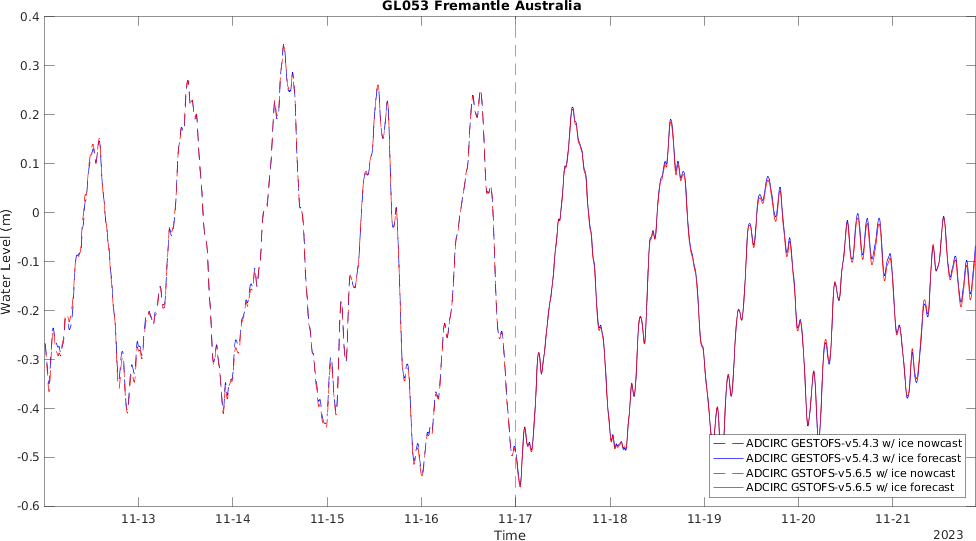 GL053 Fremantle Australia
0.4
0.3
0.2
0.1
0
-0.1
-0.2
-0.3
-0.4
-0.5
-0.6
Water Level (m)
ADCIRC GESTOFS-v5.4.3 w/ ice nowcast
ADCIRC GESTOFS-v5.4.3 w/ ice forecast
ADCIRC GSTOFS-v5.6.5 w/ ice nowcast
ADCIRC GSTOFS-v5.6.5 w/ ice forecast
11-13 11-14 11-15 11-16 11-17 11-18 11-19 11-20 11-21
Time
2023